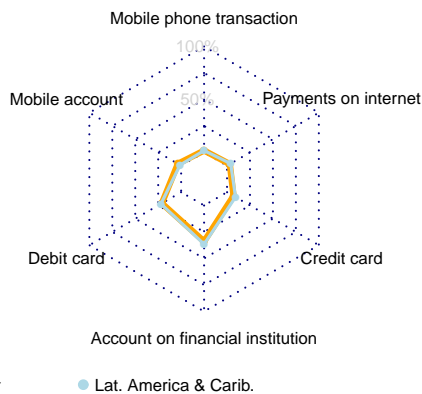 Mobile phone transaction
100%
Mobile account
50%
Payments on internet
Debit card
Credit card
Account on financial institution
Lat. America & Carib.